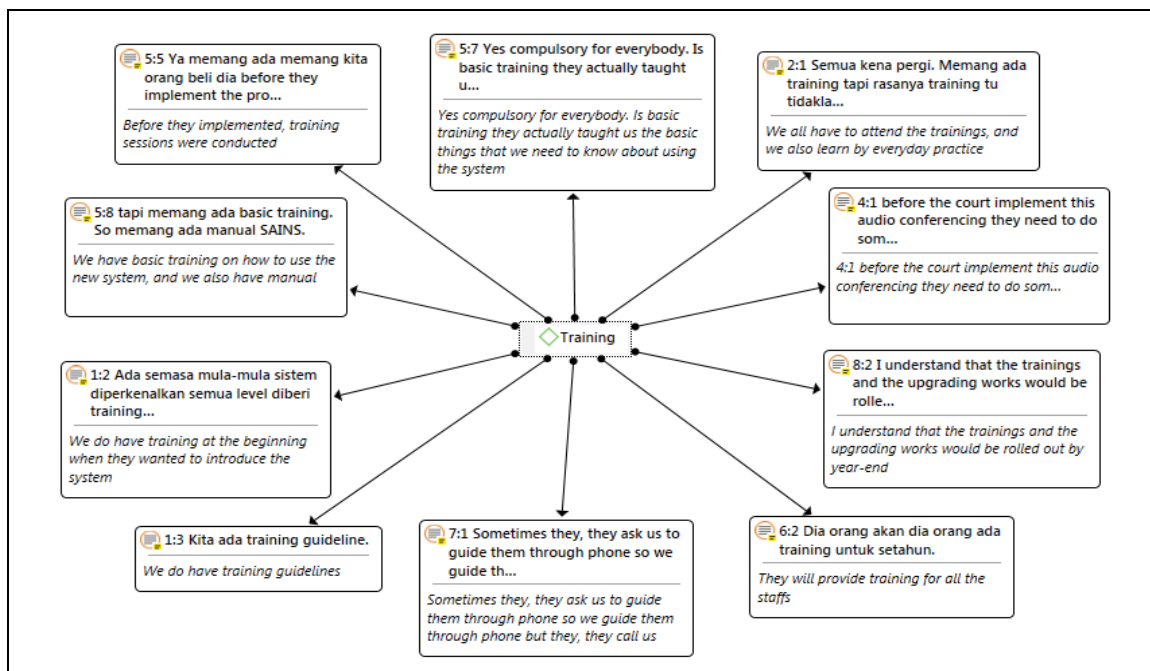 5:5 Ya memang ada memang kita
orang beli dia before they
implement the pro...
Before they implemented, training
sessions were conducted
5:7 Yes compulsory for everybody. Is
basic training they actually taught
u...
Yes compulsory for everybody. Is basic
training they actually taught us the basic
things that we need to know about using
the system
2:1 Semua kena pergi. Memang ada
training tapi rasanya training tu
tidakla...
We all have to attend the trainings, and
we also learn by everyday practice
5:8 tapi memang ada basic training.
So memang ada manual SAINS.
We have basic training on how to use the
new system, and we also have manual
4:1 before the court implement this
audio conferencing they need to do
som...
4:1 before the court implement this audio
conferencing they need to do som...
Training
1:2 Ada semasa mula-mula sistem
diperkenalkan semua level diberi
training...
We do have training at the beginning
when they wanted to introduce the
system
8:2 I understand that the trainings
and the upgrading works would be
rolle...
I understand that the trainings and the
upgrading works would be rolled out by
year-end
1:3 Kita ada training guideline.
We do have training guidelines
7:1 Sometimes they, they ask us to
guide them through phone so we
guide th...
Sometimes they, they ask us to guide
them through phone so we guide them
through phone but they, they call us
6:2 Dia orang akan dia orang ada
training untuk setahun.
They will provide training for all the
staffs